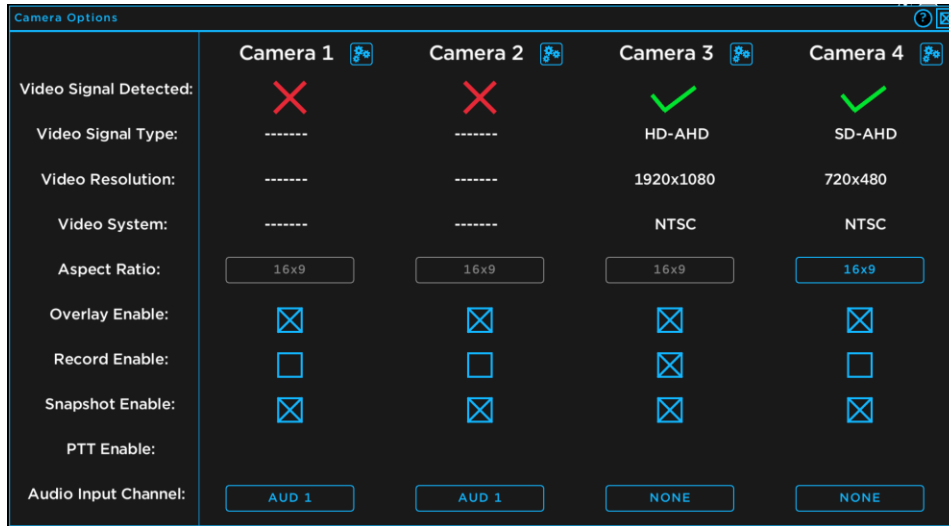 Camera Options ?
Camera 1 Camera 2 Camera 3 Camera 4
Video Signal Detected:
Video Signal Type: ------- ------- HD-AHD SD-AHD
Video Resolution: ------- ------- 1920x1080 720x480
Video System: ------- ------- NTSC NTSC
Aspect Ratio: 16x9 16x9 16x9 16x9
Overlay Enable:
Record Enable:
Snapshot Enable:
PTT Enable:
Audio Input Channel: AUD 1 AUD 1 NONE NONE